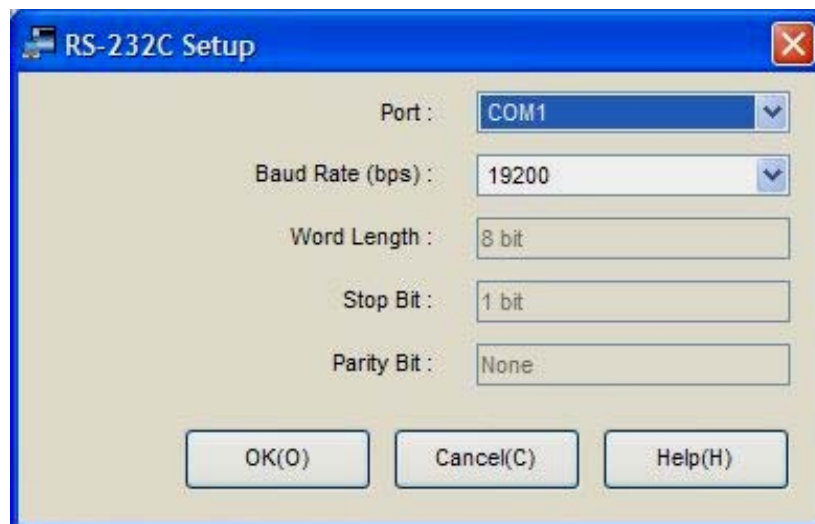 RS-232C Setup
Port : COM1
Baud Rate (bps) : 19200
Word Length : 8 bit
Stop Bit : 1 bit
Parity Bit : None
OK(O) Cancel(C) Help(H)